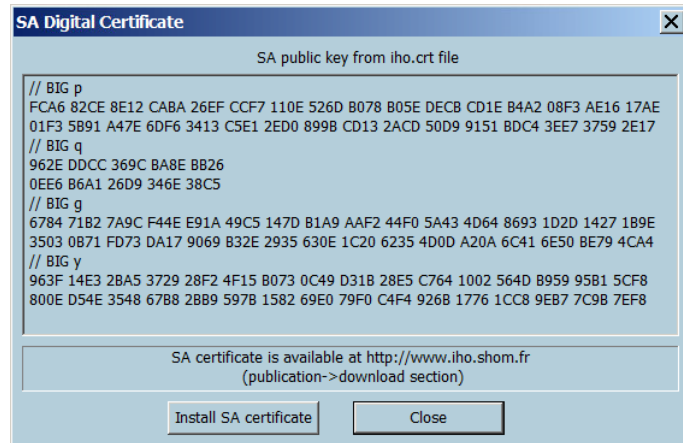 SA Digital Certificate
SA public key from iho.crt file
// BIG p
FCA6 82CE 8E12 CABA 26EF CCF7 110E 526D B078 B05E DECB CD1E B4A2 08F3 AE16 17AE
01F3 5B91 A47E 6DF6 3413 C5E1 2ED0 899B CD13 2ACD 50D9 9151 BDC4 3EE7 3759 2E17
// BIG q
962E DDCC 369C BA8E BB26
0EE6 B6A1 26D9 346E 38C5
// BIG g
6784 71B2 7A9C F44E E91A 49C5 147D B1A9 AAF2 44F0 5A43 4D64 8693 1D2D 1427 1B9E
3503 0B71 FD73 DA17 9069 B32E 2935 630E 1C20 6235 4D0D A20A 6C41 6E50 BE79 4CA4
// BIG y
963F 14E3 2BA5 3729 28F2 4F15 B073 0C49 D31B 28E5 C764 1002 564D B959 95B1 5CF8
800E D54E 3548 67B8 2BB9 597B 1582 69E0 79F0 C4F4 926B 1776 1CC8 9EB7 7C9B 7EF8
SA certificate is available at http://www.iho.shom.fr
(publication->download section)
Install SA certificate
Close